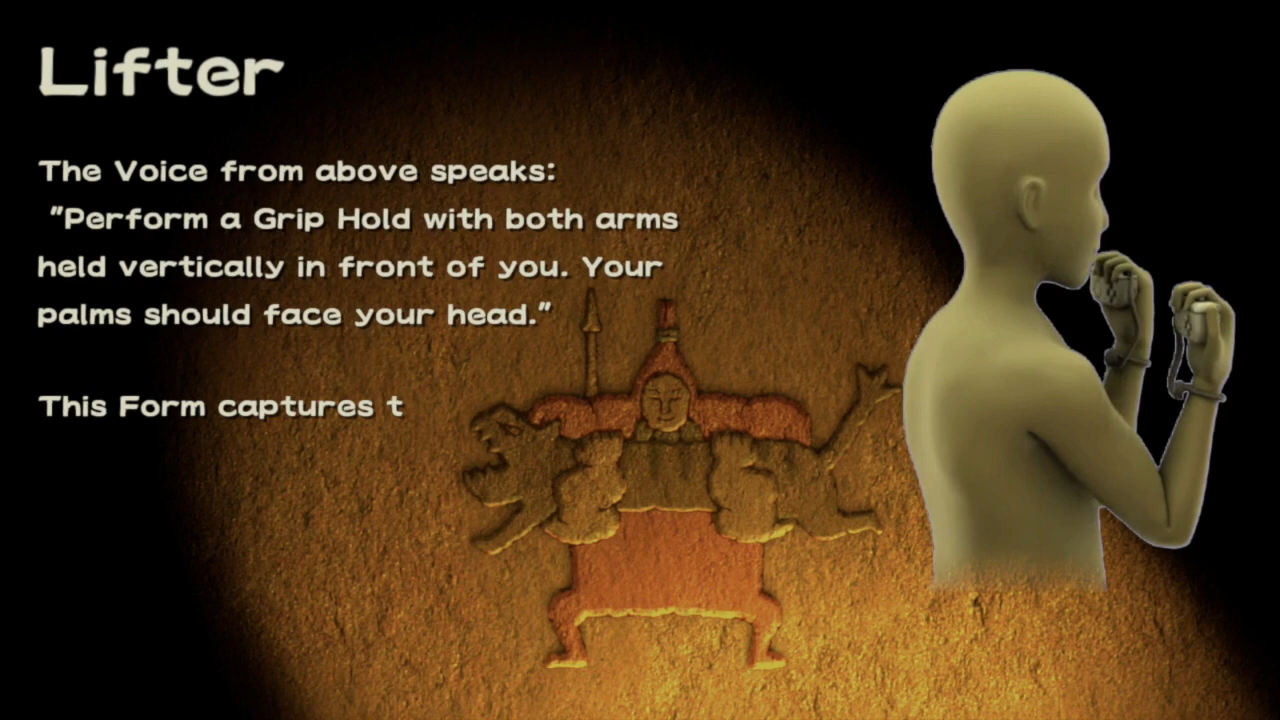 Lifter
The Voice from above speaks:
"Perform a Grip Hold with both arms
held vertically in front of you. Your
palms should face your head."
This Form captures t